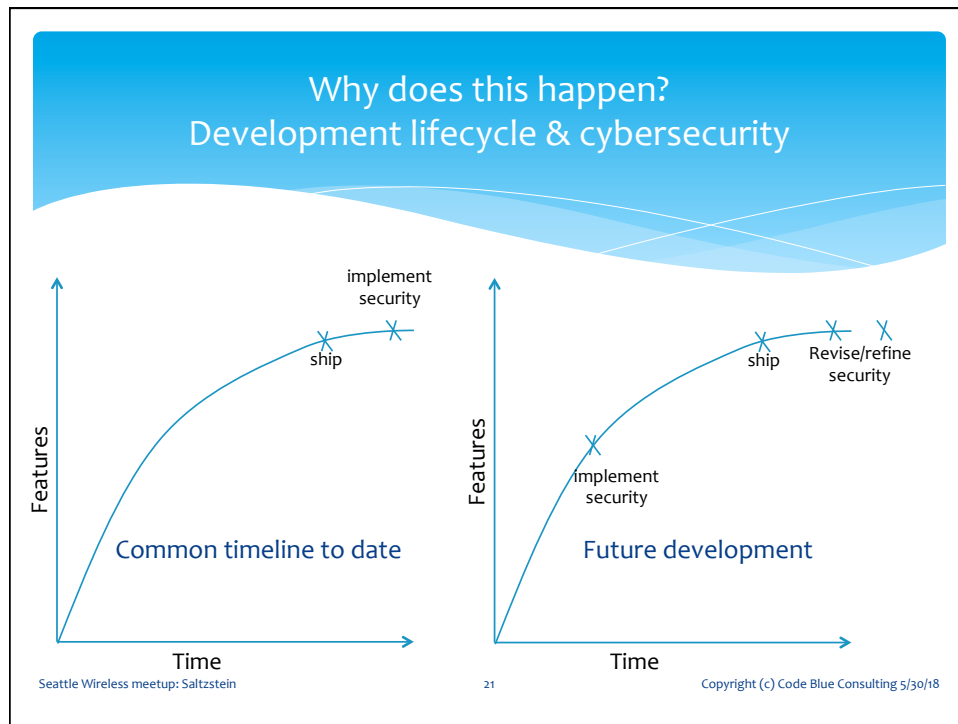 Why does this happen?
Development lifecycle & cybersecurity
implement
security
ship
Features
Common timeline to date
Time
ship
Revise/refine
security
implement
security
Features
Future development
Time
Seattle Wireless meetup: Saltzstein
21
Copyright (c) Code Blue Consulting 5/30/18